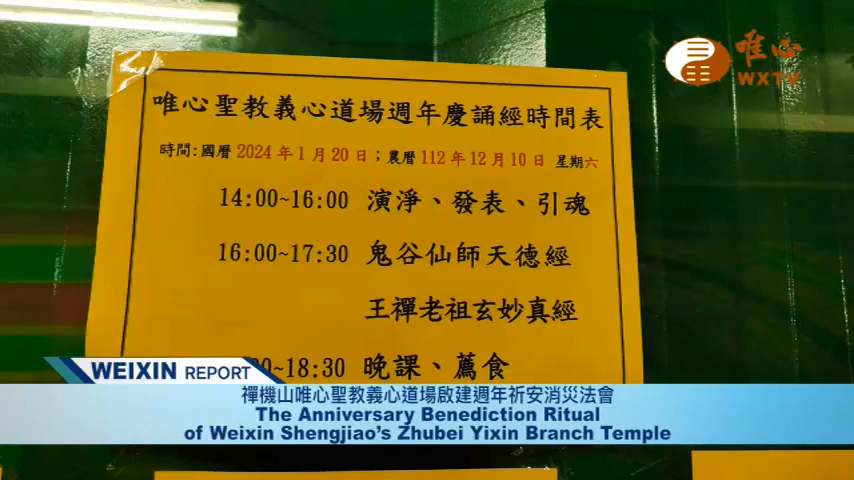 唯心
WXTV
唯心聖教義心道場週年慶誦經時間表
時間:國曆 2024 年 1 月 20 日；農曆 112 年 12 月 10 日 星期六
14:00~16:00 演淨、發表、引魂
16:00~17:30 鬼谷仙師天德經
王禪老祖玄妙真經
18:30 晚課、薦食
WEIXIN REPORT
禪機山唯心聖教義心道場啟建週年祈安消災法會
The Anniversary Benediction Ritual
of Weixin Shengjiao's Zhubei Yixin Branch Temple